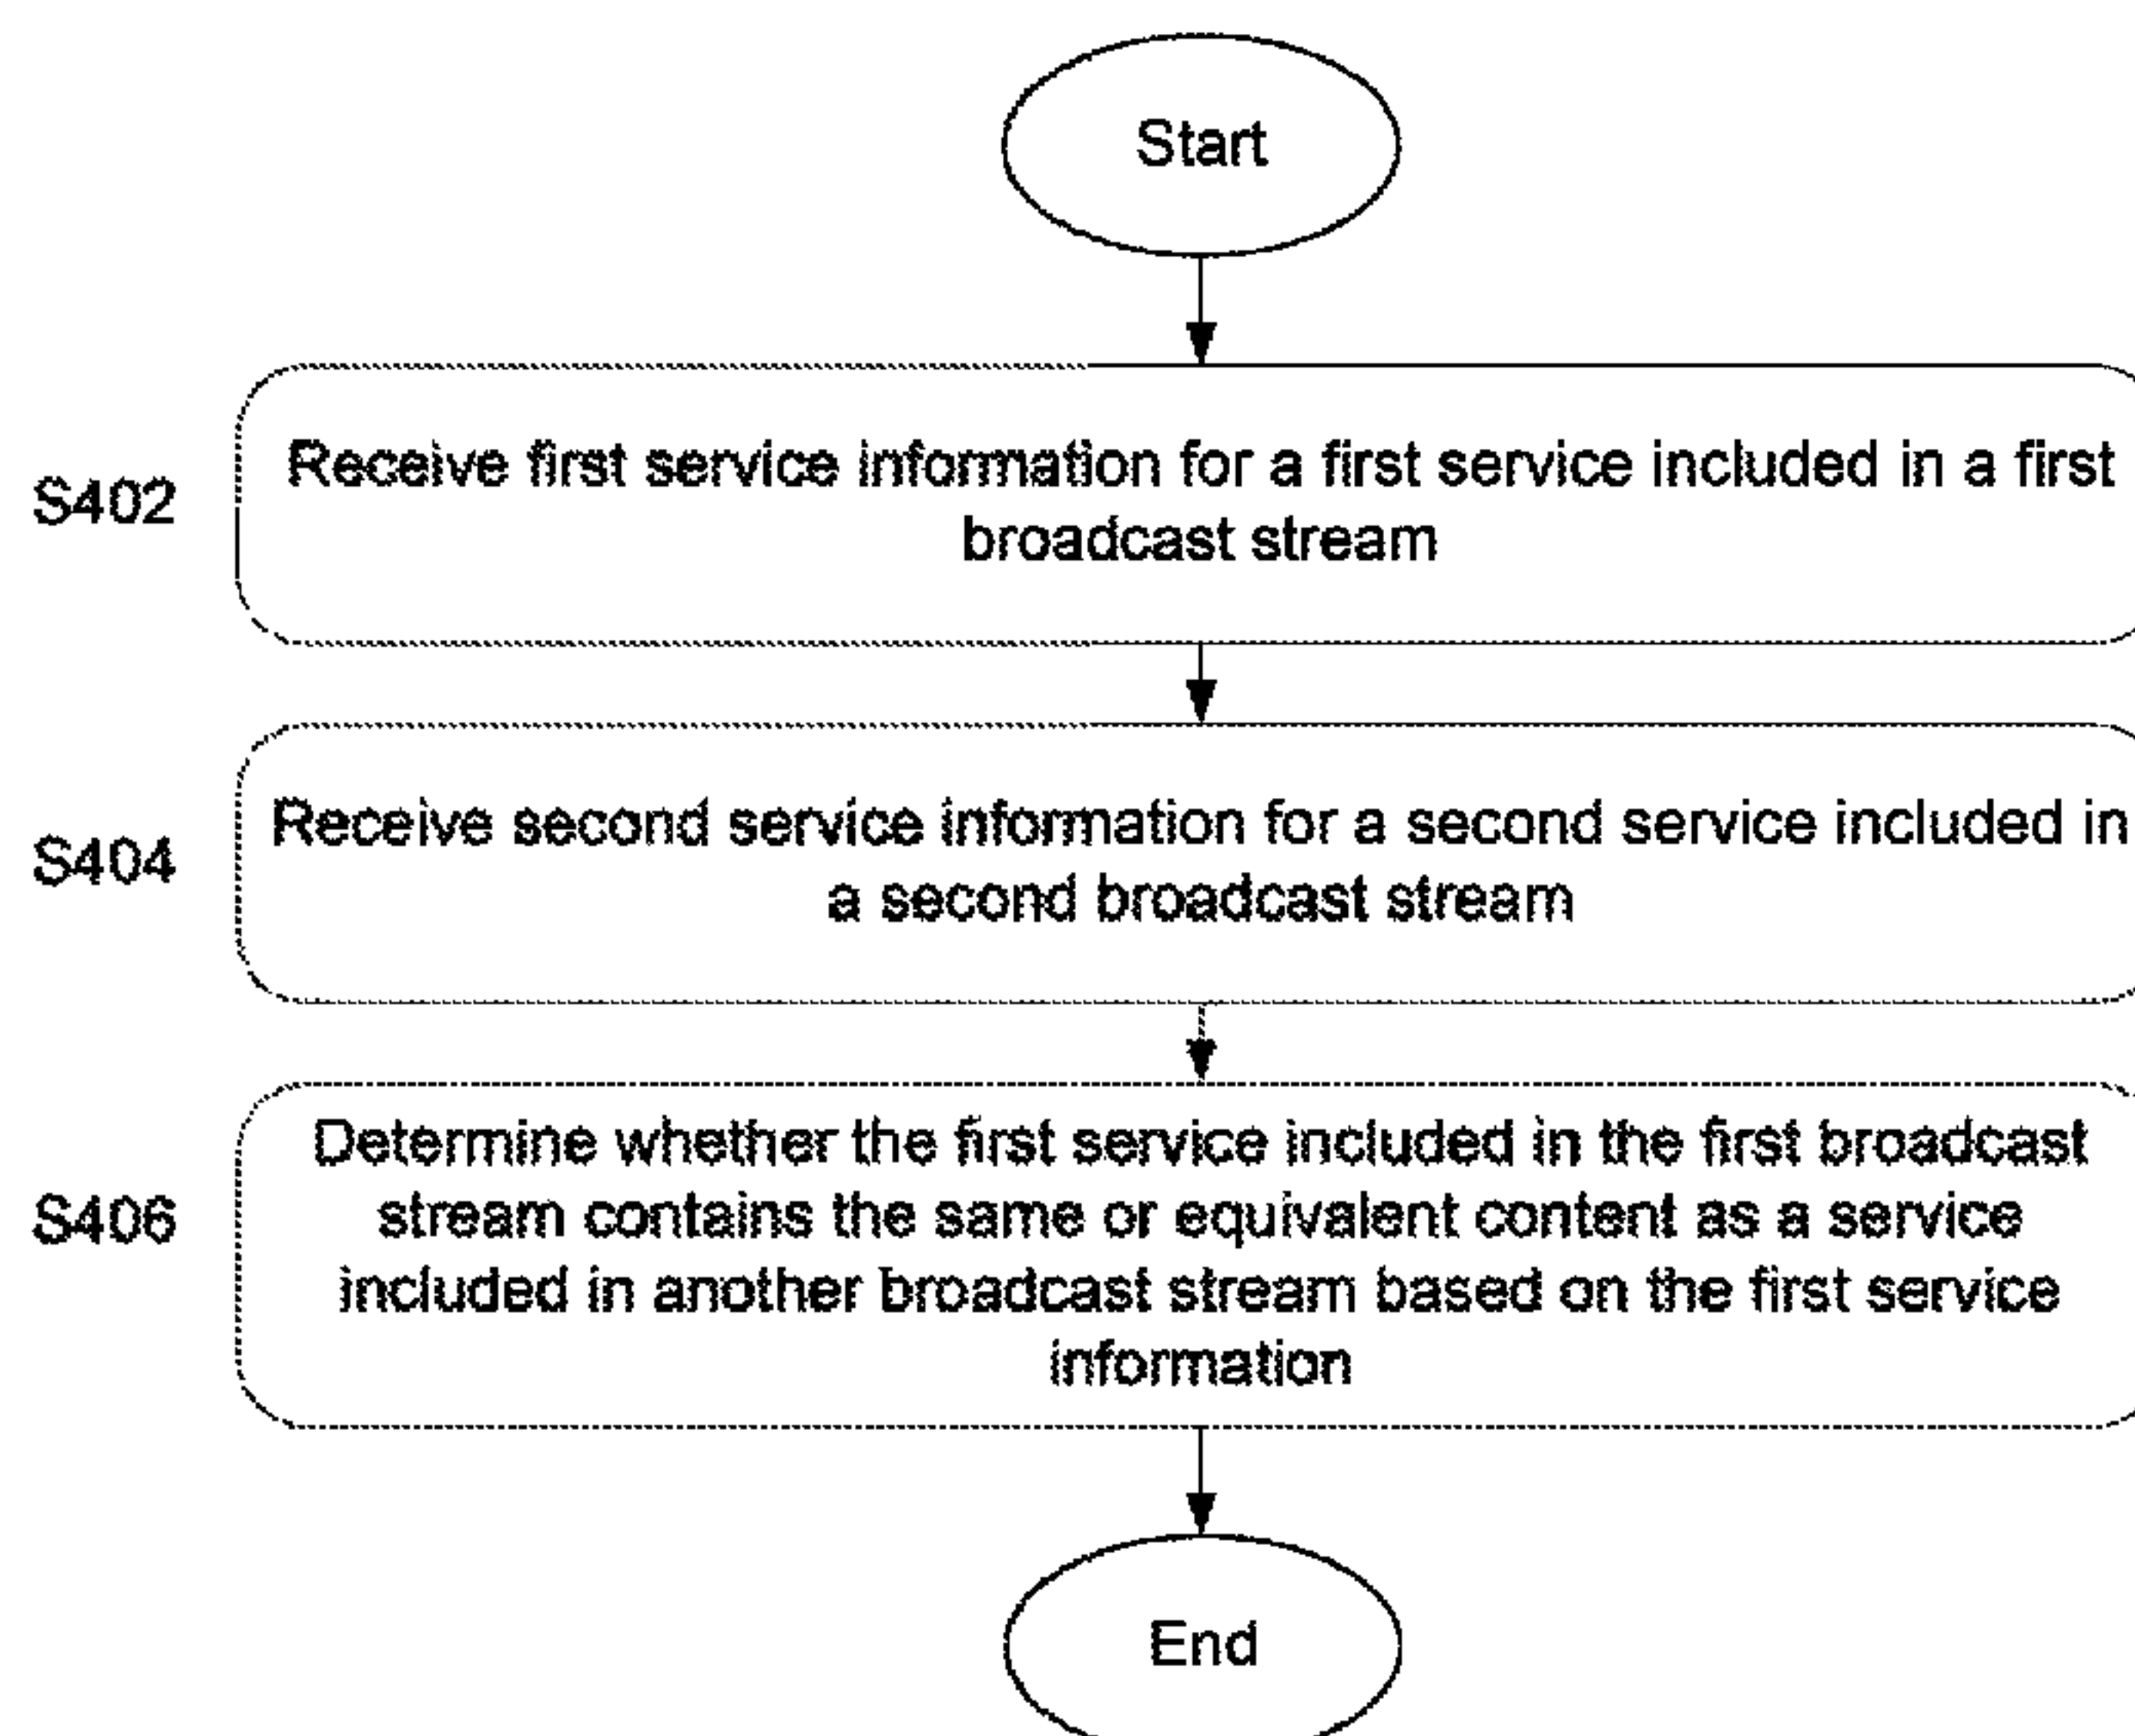 Start
S402
Receive first service information for a first service included in a first
broadcast stream
S404
Receive second service information for a second service included in
a second broadcast stream
S406
Determine whether the first service included in the first broadcast
stream contains the same or equivalent content as a service
included in another broadcast stream based on the first service
information
End